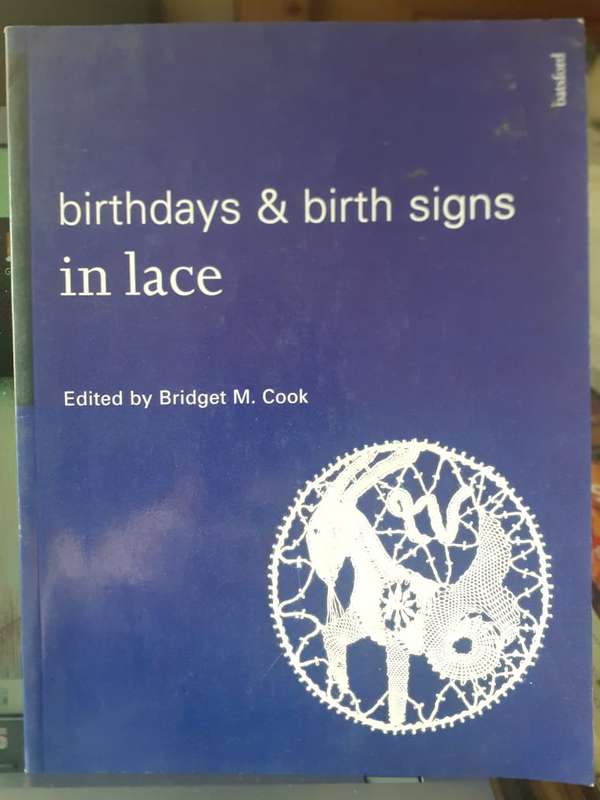 batsford
birthdays & birth signs
in lace
Edited by Bridget M. Cook